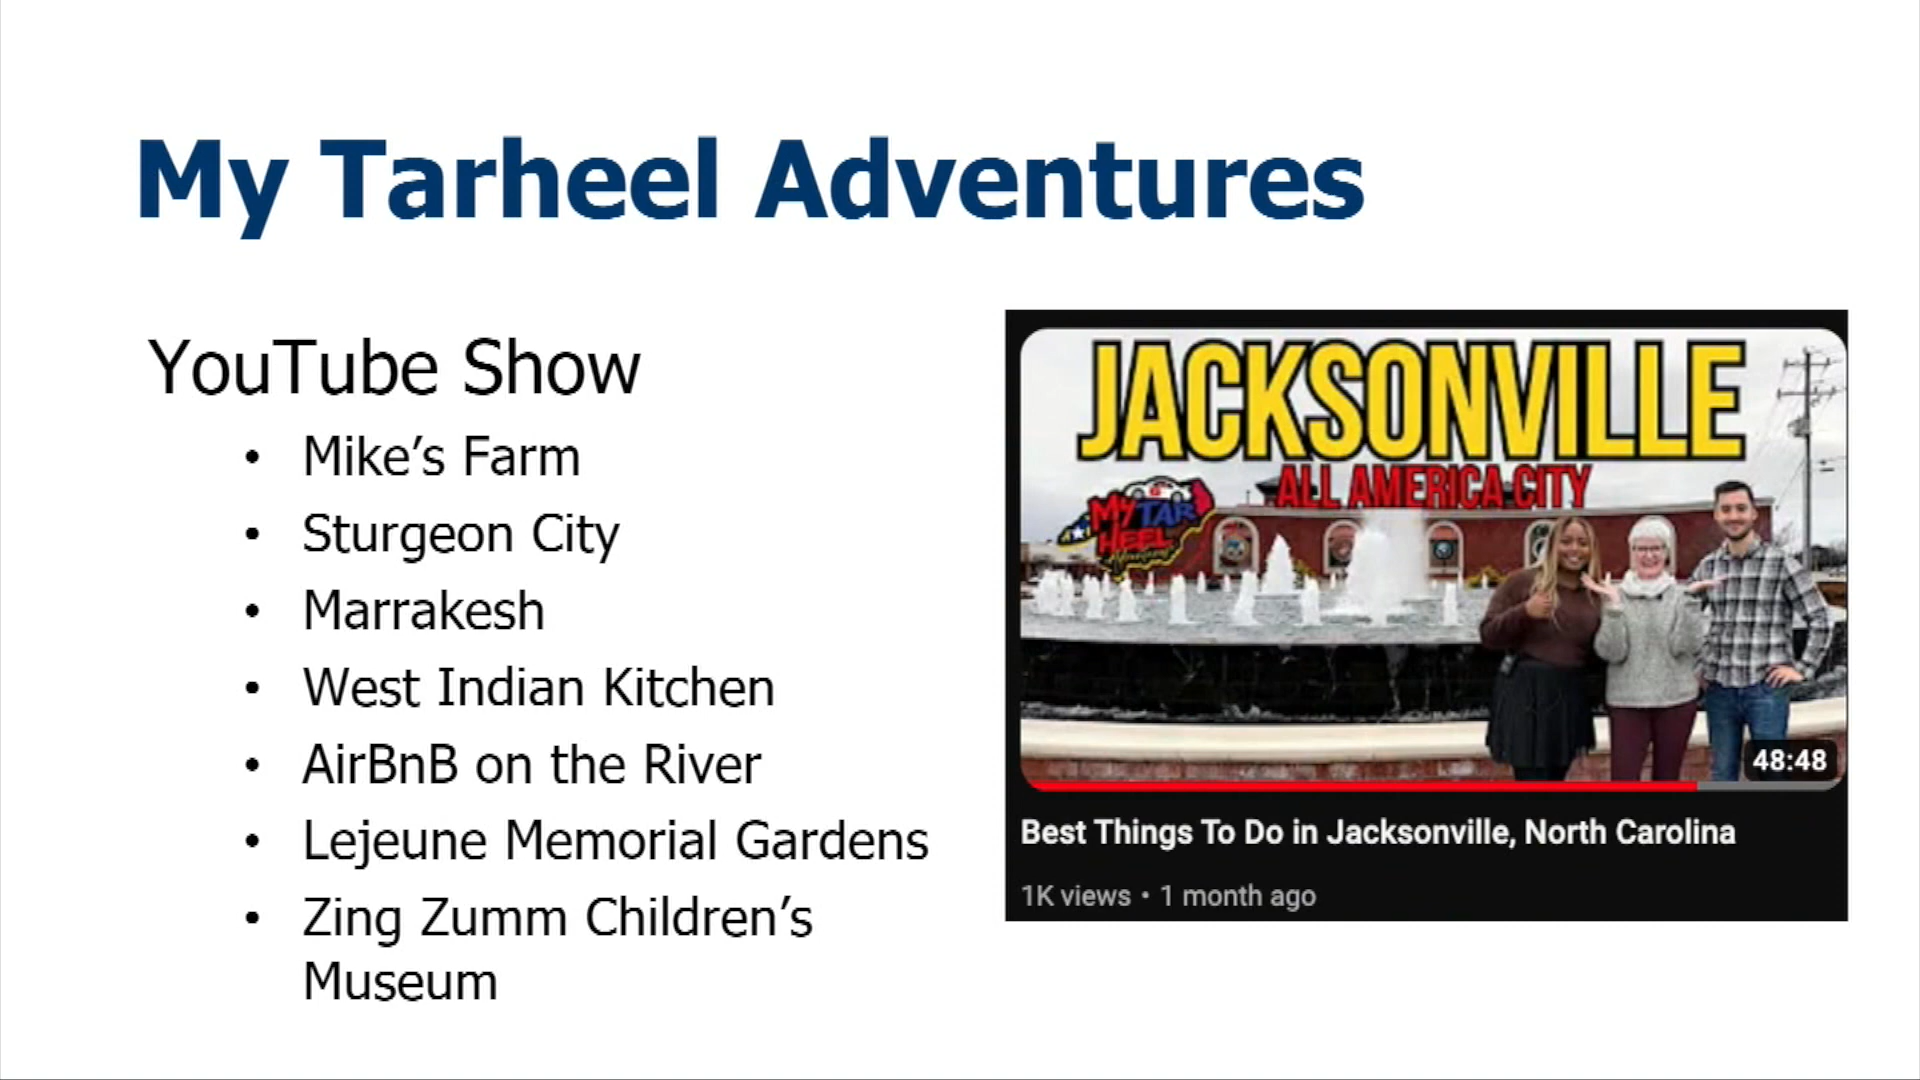 My Tarheel Adventures
YouTube Show
• Mike’s Farm
• Sturgeon City
• Marrakesh
• West Indian Kitchen
• AirBnB on the River
• Lejeune Memorial Gardens
• Zing Zumm Children’s
Museum
JACKSONVILLE
ALL AMERICA CITY
MY TAR
HEEL
Adventures
48:48
Best Things To Do in Jacksonville, North Carolina
1K views • 1 month ago